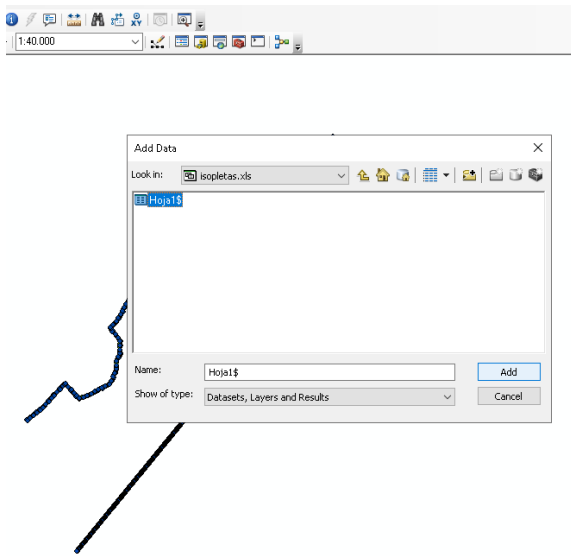 XY
1:40.000
Add Data
Look in: isopletas.xls
Hoja1$
Name: Hoja1$ Add
Show of type: Datasets, Layers and Results Cancel